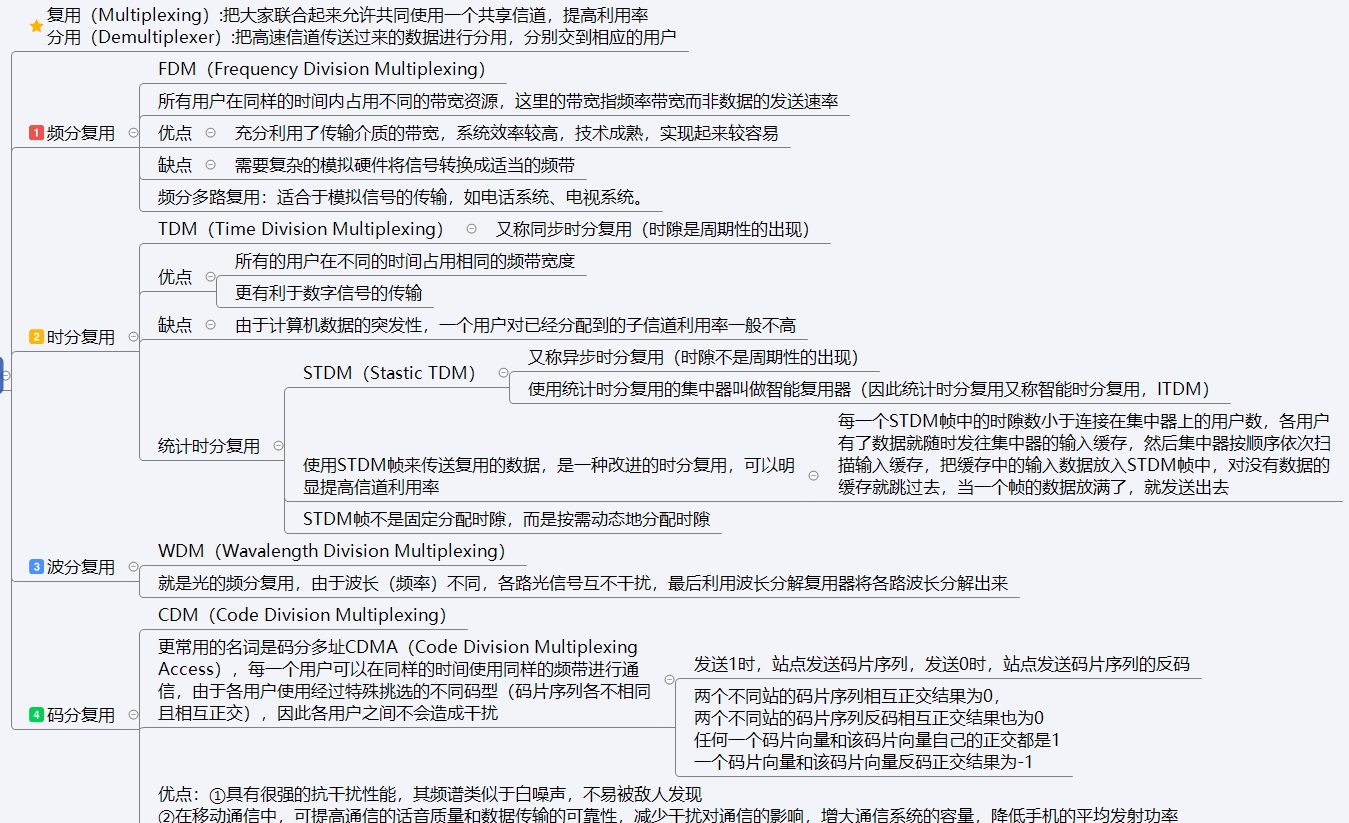 复用（Multiplexing）:把大家联合起来允许共同使用一个共享信道，提高利用率
分用（Demultiplexer）:把高速信道传送过来的数据进行分用，分别交到相应的用户
1 频分复用
FDM（Frequency Division Multiplexing）
所有用户在同样的时间内占用不同的带宽资源，这里的带宽指频率带宽而非数据的发送速率
优点
充分利用了传输介质的带宽，系统效率较高，技术成熟，实现起来较容易
缺点
需要复杂的模拟硬件将信号转换成适当的频带
频分多路复用：适合于模拟信号的传输，如电话系统、电视系统。
2 时分复用
TDM（Time Division Multiplexing）
又称同步时分复用（时隙是周期性的出现）
优点
所有的用户在不同的时间占用相同的频带宽度
更有利于数字信号的传输
缺点
由于计算机数据的突发性，一个用户对已经分配到的子信道利用率一般不高
统计时分复用
STDM（Stastic TDM）
又称异步时分复用（时隙不是周期性的出现）
使用统计时分复用的集中器叫做智能复用器（因此统计时分复用又称智能时分复用，ITDM）
使用STDM帧来传送复用的数据，是一种改进的时分复用，可以明
显提高信道利用率
每一个STDM帧中的时隙数小于连接在集中器上的用户数，各用户
有了数据就随时发往集中器的输入缓存，然后集中器按顺序依次扫
描输入缓存，把缓存中的输入数据放入STDM帧中，对没有数据的
缓存就跳过去，当一个帧的数据放满了，就发送出去
STDM帧不是固定分配时隙，而是按需动态地分配时隙
3 波分复用
WDM（Wavalength Division Multiplexing）
就是光的频分复用，由于波长（频率）不同，各路光信号互不干扰，最后利用波长分解复用器将各路波长分解出来
4 码分复用
CDM（Code Division Multiplexing）
更常用的名词是码分多址CDMA（Code Division Multiplexing
Access），每一个用户可以在同样的时间使用同样的频带进行通
信，由于各用户使用经过特殊挑选的不同码型（码片序列各不相同
且相互正交），因此各用户之间不会造成干扰
发送1时，站点发送码片序列，发送0时，站点发送码片序列的反码
两个不同站的码片序列相互正交结果为0，
两个不同站的码片序列反码相互正交结果也为0
任何一个码片向量和该码片向量自己的正交都是1
一个码片向量和该码片向量反码正交结果为-1
优点：①具有很强的抗干扰性能，其频谱类似于白噪声，不易被敌人发现
②在移动通信中，可提高通信的话音质量和数据传输的可靠性，减少干扰对通信的影响，增大通信系统的容量，降低手机的平均发射功率